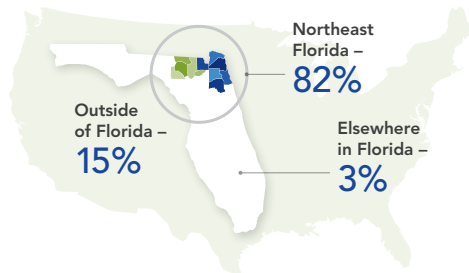 Northeast
Florida –
82%
Outside
of Florida –
15%
Elsewhere
in Florida –
3%